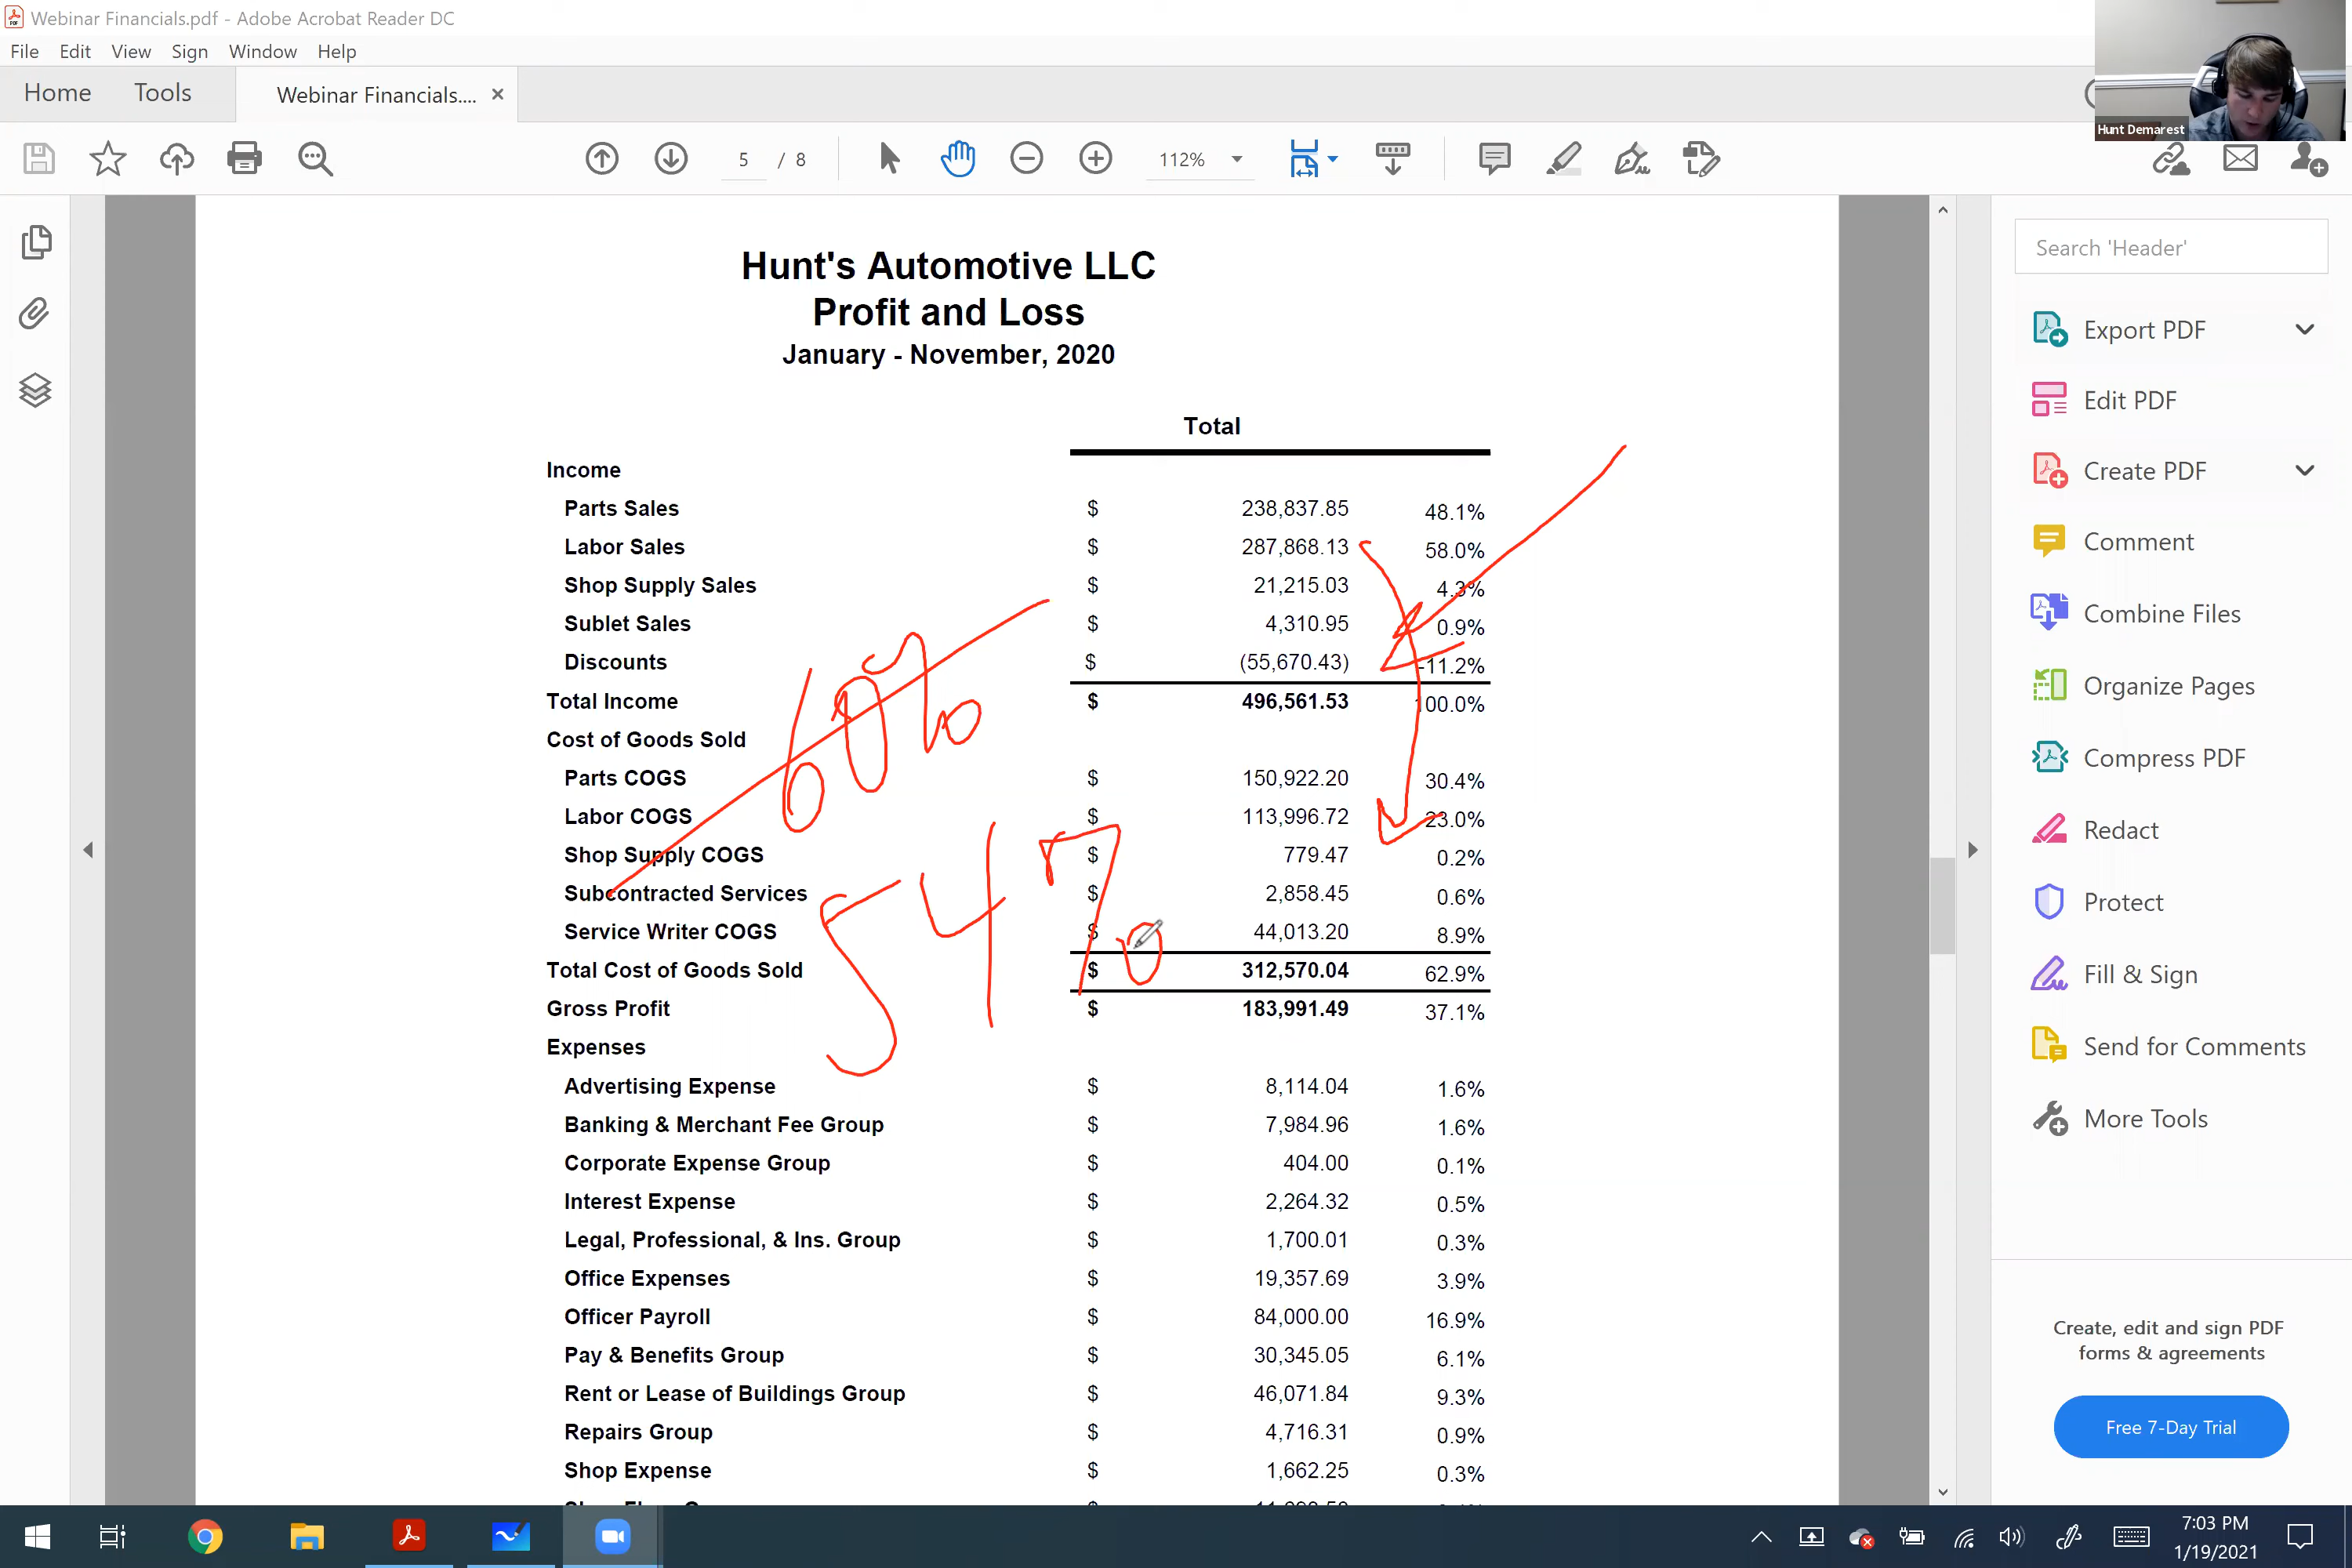 Webinar Financials.pdf - Adobe Acrobat Reader DC
File Edit View Sign Window Help
Home Tools Webinar Financials.... ×
Hunt Demarest
5 / 8 112%
Search 'Header'
Hunt's Automotive LLC
Profit and Loss
January - November, 2020
Total
Income
Parts Sales $ 238,837.85 48.1%
Labor Sales $ 287,868.13 58.0%
Shop Supply Sales $ 21,215.03 4.3%
Sublet Sales $ 4,310.95 0.9%
Discounts $ (55,670.43) -11.2%
Total Income $ 496,561.53 100.0%
Cost of Goods Sold
Parts COGS $ 150,922.20 30.4%
Labor COGS $ 113,996.72 23.0%
Shop Supply COGS $ 779.47 0.2%
Subcontracted Services $ 2,858.45 0.6%
Service Writer COGS $ 44,013.20 8.9%
Total Cost of Goods Sold $ 312,570.04 62.9%
Gross Profit $ 183,991.49 37.1%
Expenses
Advertising Expense $ 8,114.04 1.6%
Banking & Merchant Fee Group $ 7,984.96 1.6%
Corporate Expense Group $ 404.00 0.1%
Interest Expense $ 2,264.32 0.5%
Legal, Professional, & Ins. Group $ 1,700.01 0.3%
Office Expenses $ 19,357.69 3.9%
Officer Payroll $ 84,000.00 16.9%
Pay & Benefits Group $ 30,345.05 6.1%
Rent or Lease of Buildings Group $ 46,071.84 9.3%
Repairs Group $ 4,716.31 0.9%
Shop Expense $ 1,662.25 0.3%
60%
54%
Export PDF
Edit PDF
Create PDF
Comment
Combine Files
Organize Pages
Compress PDF
Redact
Protect
Fill & Sign
Send for Comments
More Tools
Create, edit and sign PDF
forms & agreements
Free 7-Day Trial
7:03 PM
1/19/2021